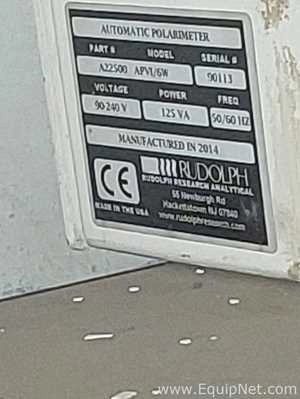 AUTOMATIC POLARIMETER
PART # MODEL SERIAL #
A22500 APVI/6W 90113
VOLTAGE POWER FREQ
90-240 V 125 VA 50/60 HZ
MANUFACTURED IN 2014
CE
MADE IN THE USA
RUDOLPH
RUDOLPH RESEARCH ANALYTICAL
55 Newburgh Rd
Hackettstown NJ 07840
www.rudolphresearch.com
www.EquipNet.com